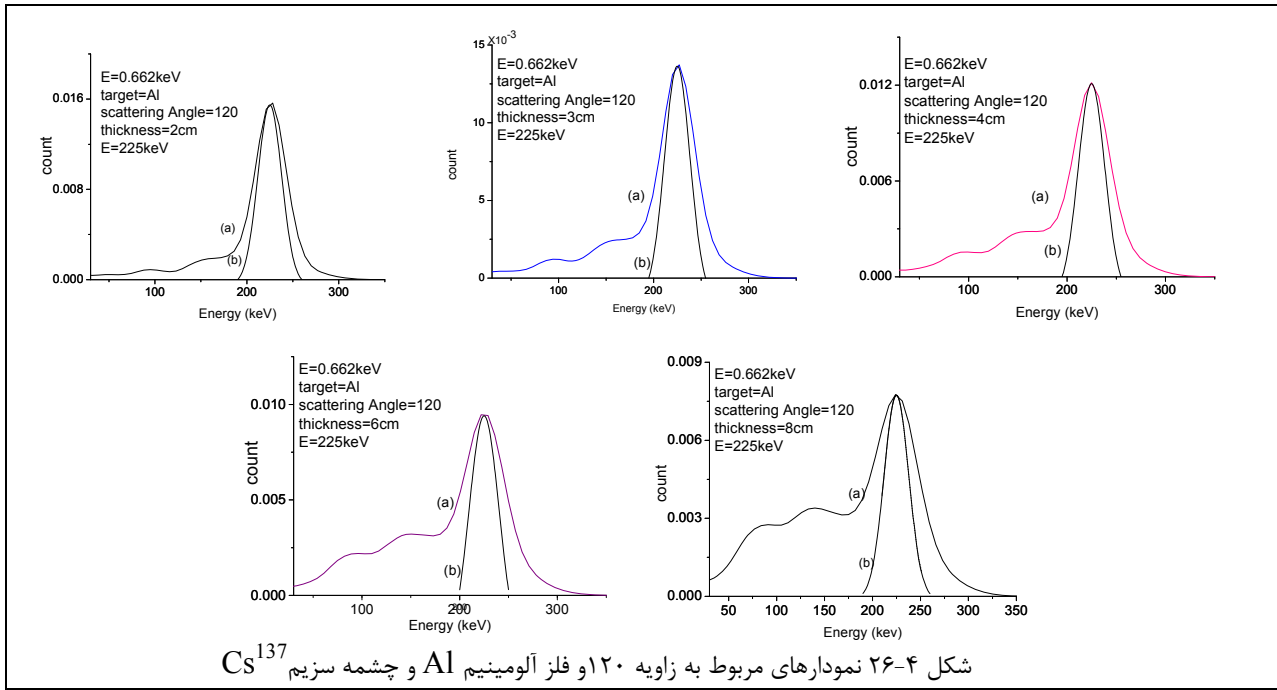 E=0.662keV
target=Al
scattering Angle=120
thickness=2cm
E=225keV
0.016
0.008
0.000
count
(a)
(b)
100
200
300
Energy (keV)
X10⁻³
E=0.662keV
target=Al
scattering Angle=120
thickness=3cm
E=225keV
15
10
5
0
count
(a)
(b)
100
200
300
Energy (keV)
E=0.662keV
target=Al
scattering Angle=120
thickness=4cm
E=225keV
0.012
0.006
0.000
count
(a)
(b)
100
200
300
Energy (keV)
E=0.662keV
target=Al
scattering Angle=120
thickness=6cm
E=225keV
0.010
0.005
0.000
count
(a)
(b)
100
300
Energy (keV)
E=0.662keV
target=Al
scattering Angle=120
thickness=8cm
E=225keV
0.009
0.006
0.003
0.000
count
(a)
(b)
50
100
150
200
250
300
350
Energy (kev)
شکل ۴-۲۶ نمودارهای مربوط به زاویه ۱۲۰و فلز آلومینیم Al و چشمه سزیم Cs¹³⁷